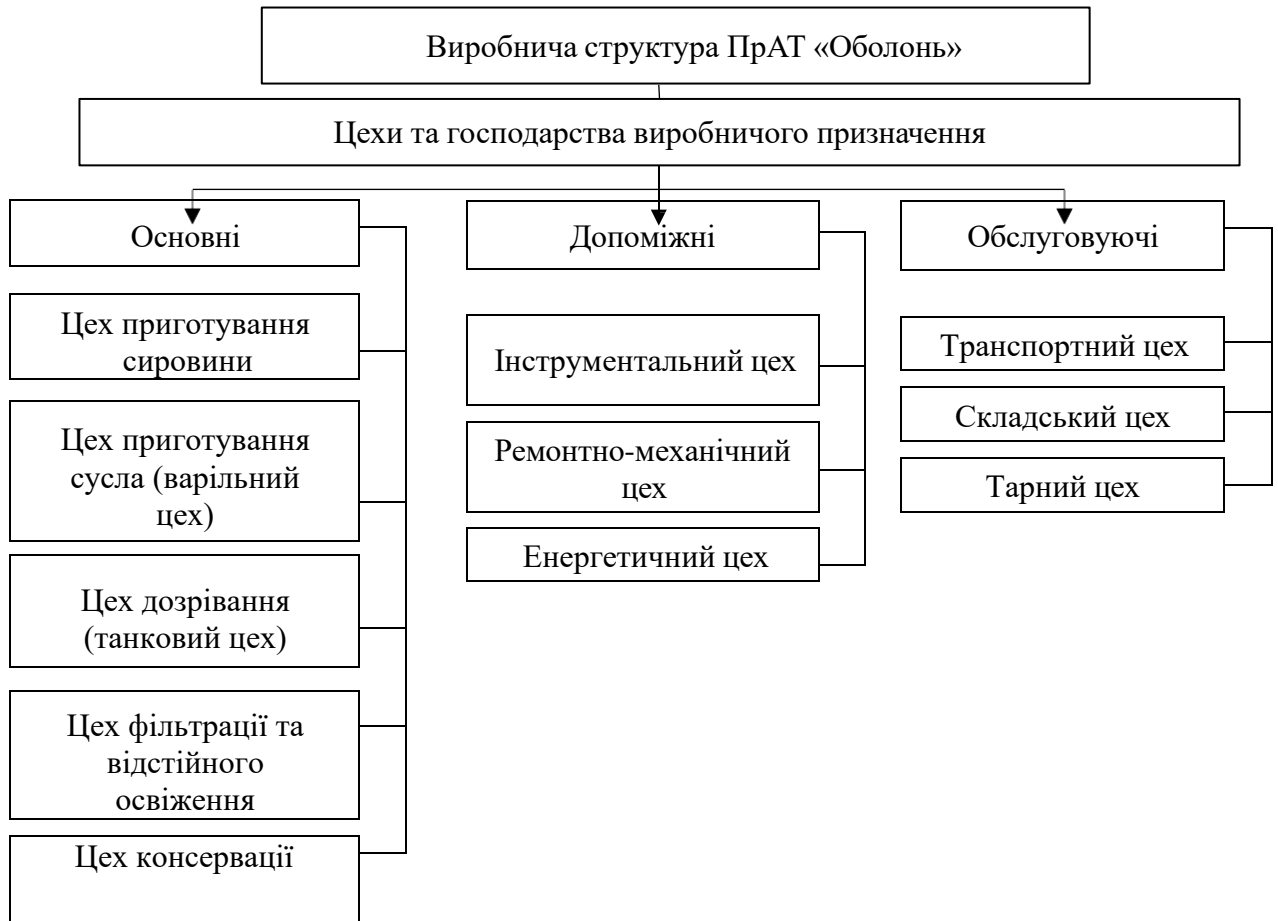 Виробнича структура ПрАТ «Оболонь»
Цехи та господарства виробничого призначення
Основні
Цех приготування
сировини
Цех приготування
сусла (варільний
цех)
Цех дозрівання
(танковий цех)
Цех фільтрації та
відстійного
освіження
Цех консервації
Допоміжні
Інструментальний цех
Ремонтно-механічний
цех
Енергетичний цех
Обслуговуючі
Транспортний цех
Складський цех
Тарний цех